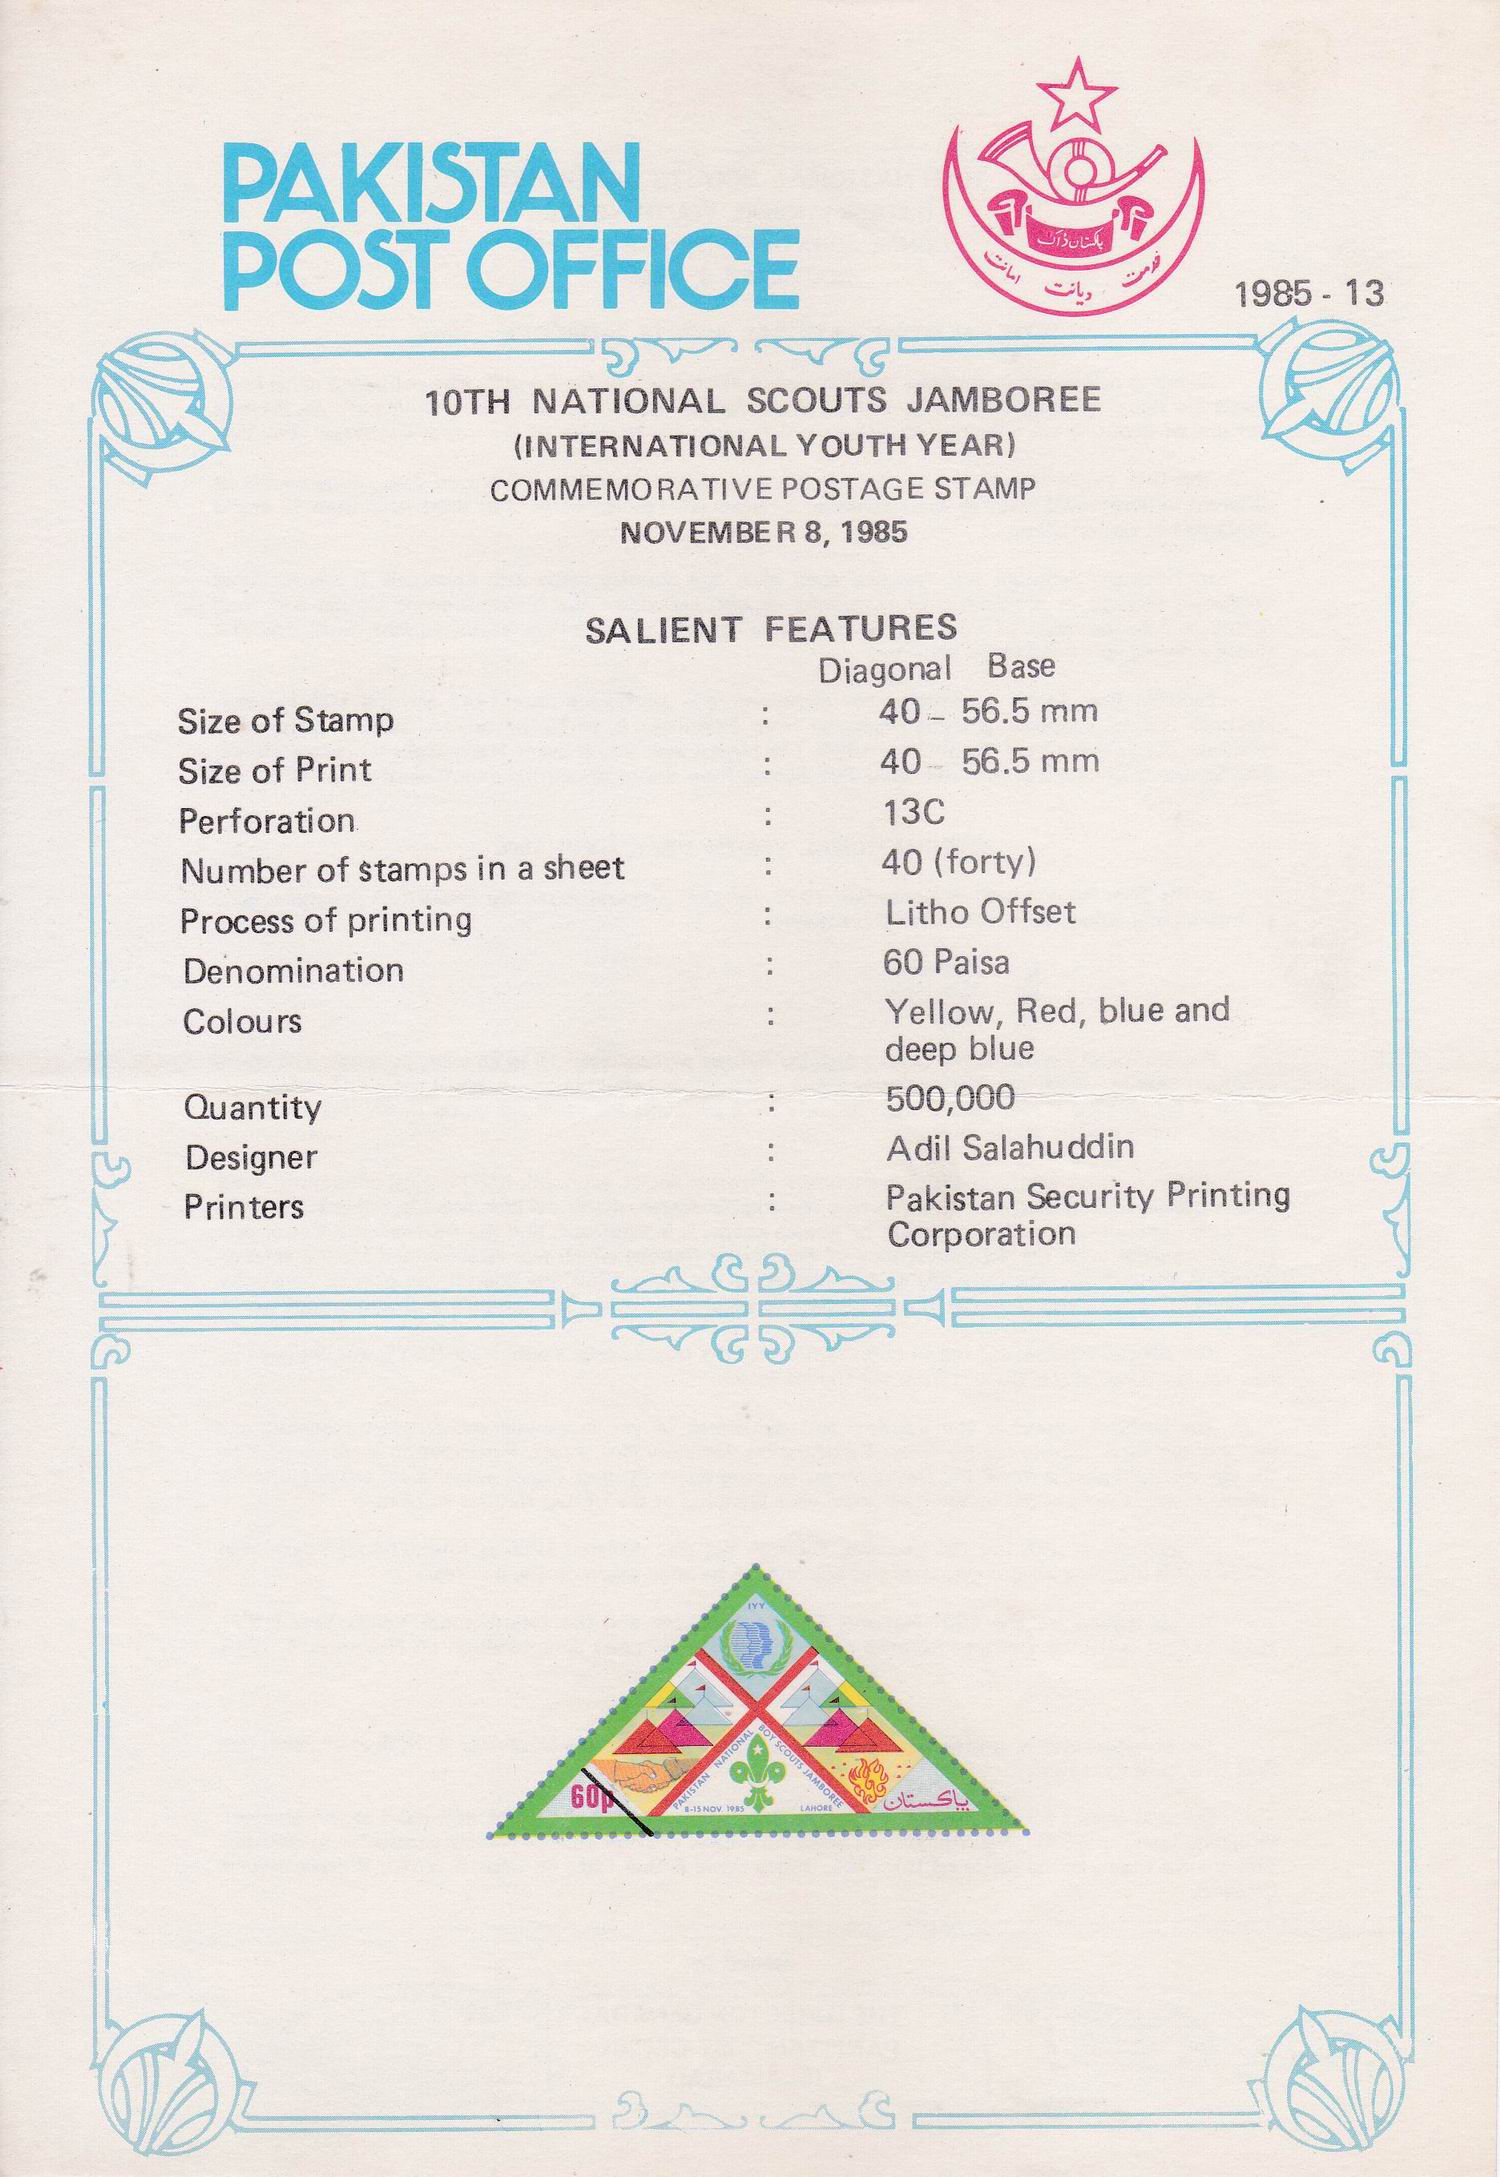 PAKISTAN
POST OFFICE
پاکستان ڈاک
خدمت دیانت امانت
1985 - 13
10TH NATIONAL SCOUTS JAMBOREE
(INTERNATIONAL YOUTH YEAR)
COMMEMORATIVE POSTAGE STAMP
NOVEMBER 8, 1985
SALIENT FEATURES
Diagonal Base
Size of Stamp : 40 - 56.5 mm
Size of Print : 40 - 56.5 mm
Perforation : 13C
Number of stamps in a sheet : 40 (forty)
Process of printing : Litho Offset
Denomination : 60 Paisa
Colours : Yellow, Red, blue and
deep blue
Quantity : 500,000
Designer : Adil Salahuddin
Printers : Pakistan Security Printing
Corporation
IYY
PAKISTAN NATIONAL BOY SCOUTS JAMBOREE
60p
8-15 NOV. 1985 LAHORE
پاکستان